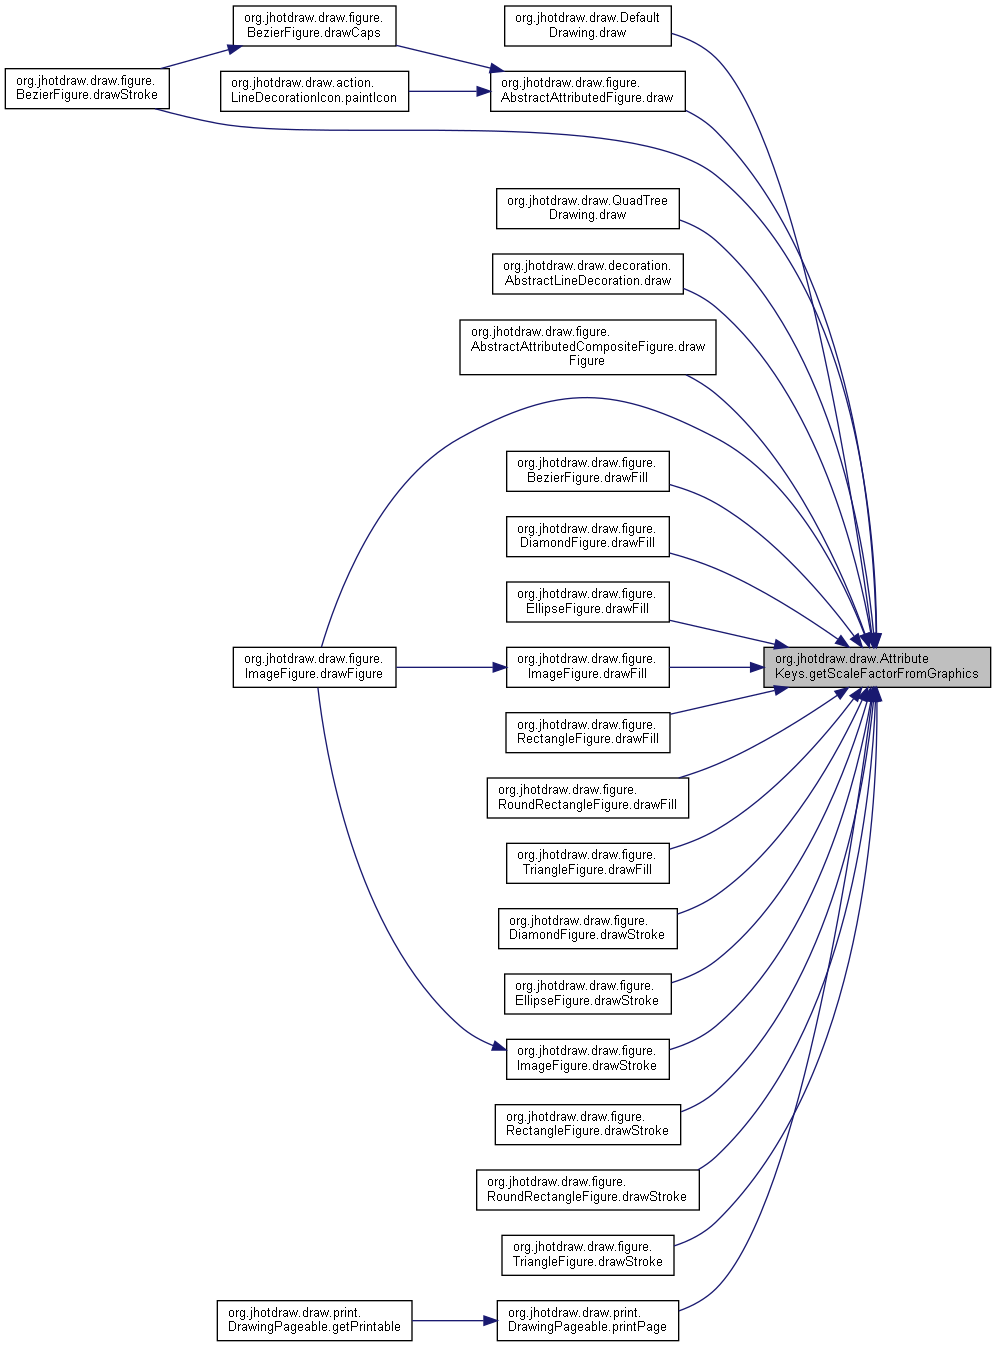 org.jhotdraw.draw.figure.
BezierFigure.drawCaps
org.jhotdraw.draw.Default
Drawing.draw
org.jhotdraw.draw.figure.
BezierFigure.drawStroke
org.jhotdraw.draw.action.
LineDecorationIcon.paintIcon
org.jhotdraw.draw.figure.
AbstractAttributedFigure.draw
org.jhotdraw.draw.QuadTree
Drawing.draw
org.jhotdraw.draw.decoration.
AbstractLineDecoration.draw
org.jhotdraw.draw.figure.
AbstractAttributedCompositeFigure.draw
Figure
org.jhotdraw.draw.figure.
BezierFigure.drawFill
org.jhotdraw.draw.figure.
DiamondFigure.drawFill
org.jhotdraw.draw.figure.
EllipseFigure.drawFill
org.jhotdraw.draw.figure.
ImageFigure.drawFigure
org.jhotdraw.draw.figure.
ImageFigure.drawFill
org.jhotdraw.draw.Attribute
Keys.getScaleFactorFromGraphics
org.jhotdraw.draw.figure.
RectangleFigure.drawFill
org.jhotdraw.draw.figure.
RoundRectangleFigure.drawFill
org.jhotdraw.draw.figure.
TriangleFigure.drawFill
org.jhotdraw.draw.figure.
DiamondFigure.drawStroke
org.jhotdraw.draw.figure.
EllipseFigure.drawStroke
org.jhotdraw.draw.figure.
ImageFigure.drawStroke
org.jhotdraw.draw.figure.
RectangleFigure.drawStroke
org.jhotdraw.draw.figure.
RoundRectangleFigure.drawStroke
org.jhotdraw.draw.figure.
TriangleFigure.drawStroke
org.jhotdraw.draw.print.
DrawingPageable.getPrintable
org.jhotdraw.draw.print.
DrawingPageable.printPage